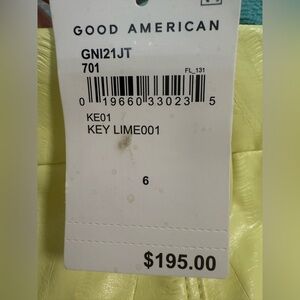 GOOD AMERICAN
GNI21JT
701
FL_131
0 19660 33023 5
KE01
KEY LIME001
6
$195.00